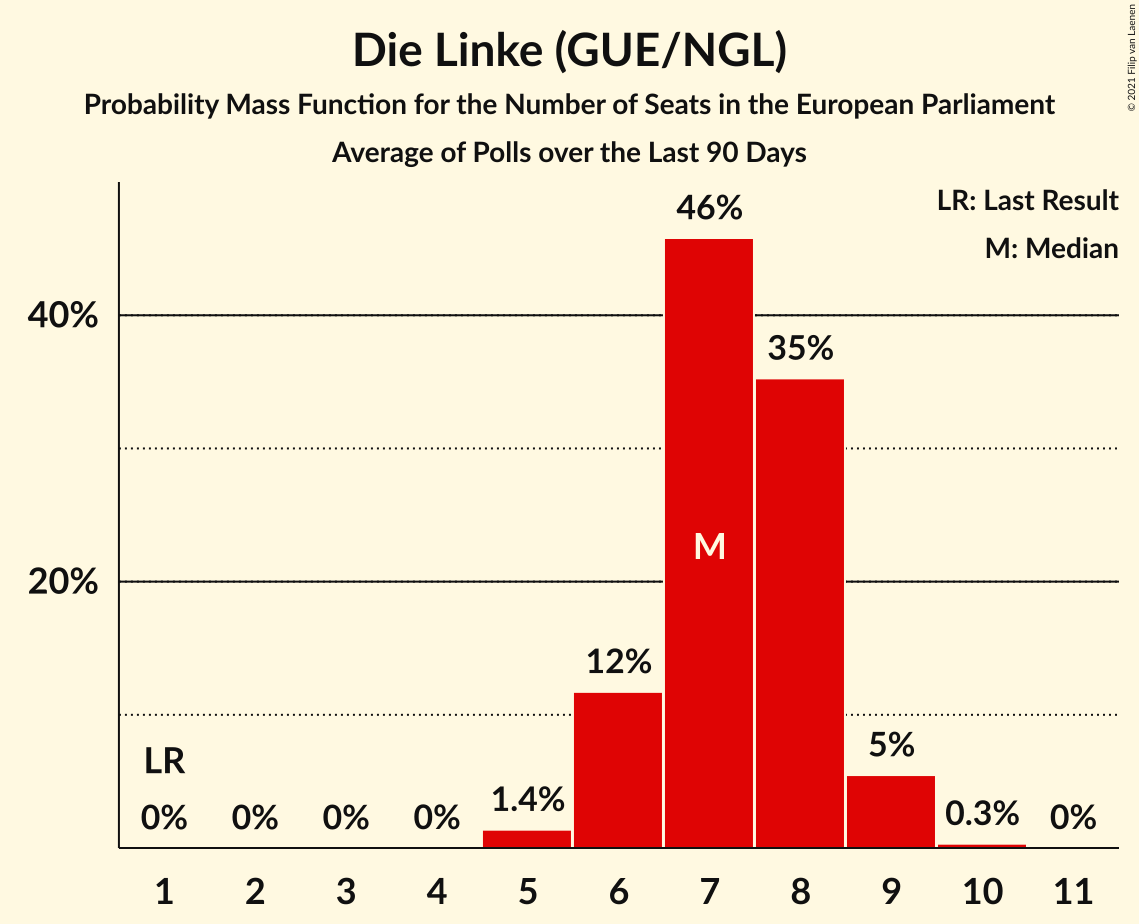 Die Linke (GUE/NGL)
Probability Mass Function for the Number of Seats in the European Parliament
Average of Polls over the Last 90 Days
© 2021 Filip van Laenen
LR: Last Result
M: Median
46%
40%
35%
M
20%
12%
LR
5%
1.4%
0% 0% 0% 0% 0.3% 0%
1 2 3 4 5 6 7 8 9 10 11